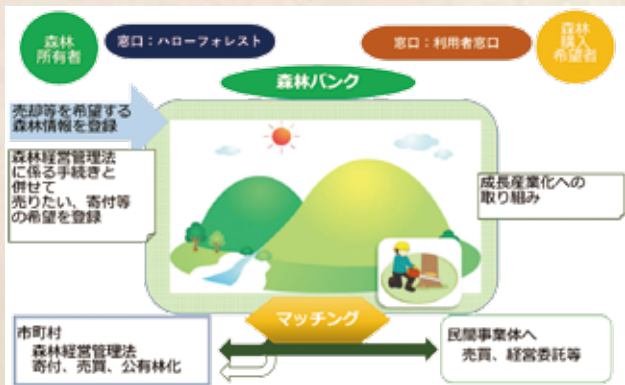 森林
所有者
窓口:ハローフォレスト
窓口:利用者窓口
森林
購入
希望者
森林バンク
売却等を希望する
森林情報を登録
森林経営管理法
に係る手続きと
併せて
売りたい、寄付等
の希望を登録
成長産業化への
取り組み
マッチング
市町村
森林経営管理法
寄付、売買、公有林化
民間事業体へ
売買、経営委託等